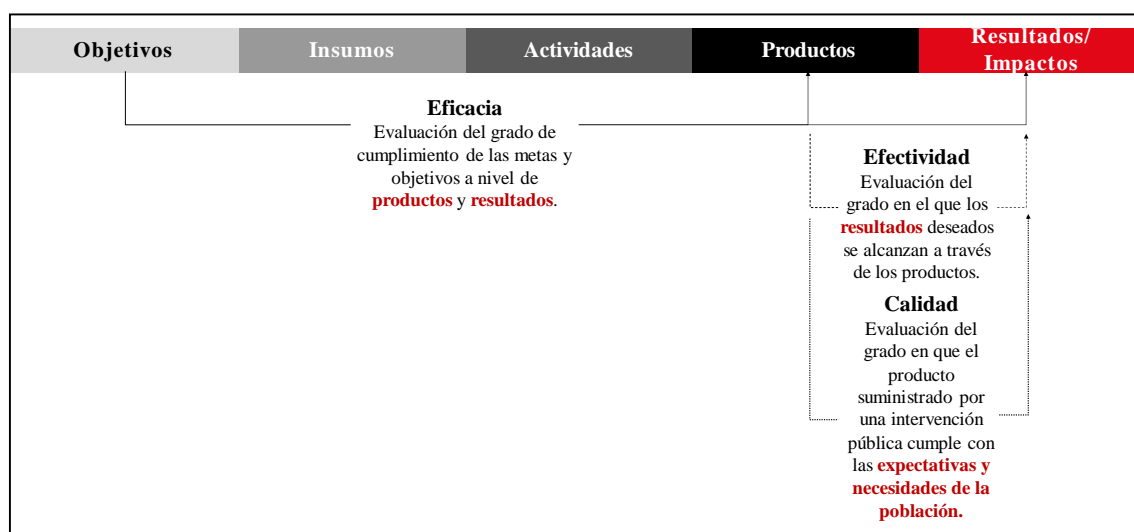 Objetivos
Insumos
Actividades
Productos
Resultados/
Impactos
Eficacia
Evaluación del grado de
cumplimiento de las metas y
objetivos a nivel de
productos y resultados.
Efectividad
Evaluación del
grado en el que los
resultados deseados
se alcanzan a través
de los productos.
Calidad
Evaluación del
grado en que el
producto
suministrado por
una intervención
pública cumple con
las expectativas y
necesidades de la
población.